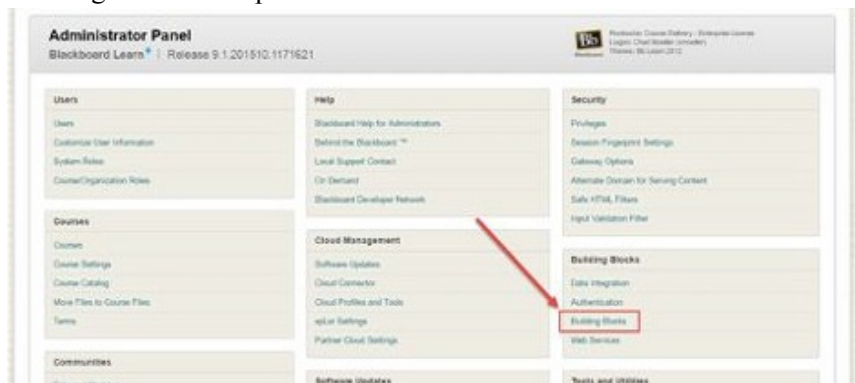 Administrator Panel
Blackboard Learn + | Release 9.1.201510.1171621
Bb
Users
Users
Customize User Information
System Roles
Course/Organization Roles
Courses
Courses
Course Settings
Course Catalog
Move Files to Course Files
Terms
Communities
Help
Blackboard Help for Administrators
Behind the Blackboard ™
Local Support Contact
On Demand
Blackboard Developer Network
Cloud Management
Software Updates
Cloud Connector
Cloud Profiles and Tools
xpLor Settings
Partner Cloud Settings
Software Updates
Security
Privileges
Session Fingerprint Settings
Gateway Options
Alternate Domain for Serving Content
Safe HTML Filters
Input Validation Filter
Building Blocks
Data Integration
Authentication
Building Blocks
Web Services
Tools and Utilities